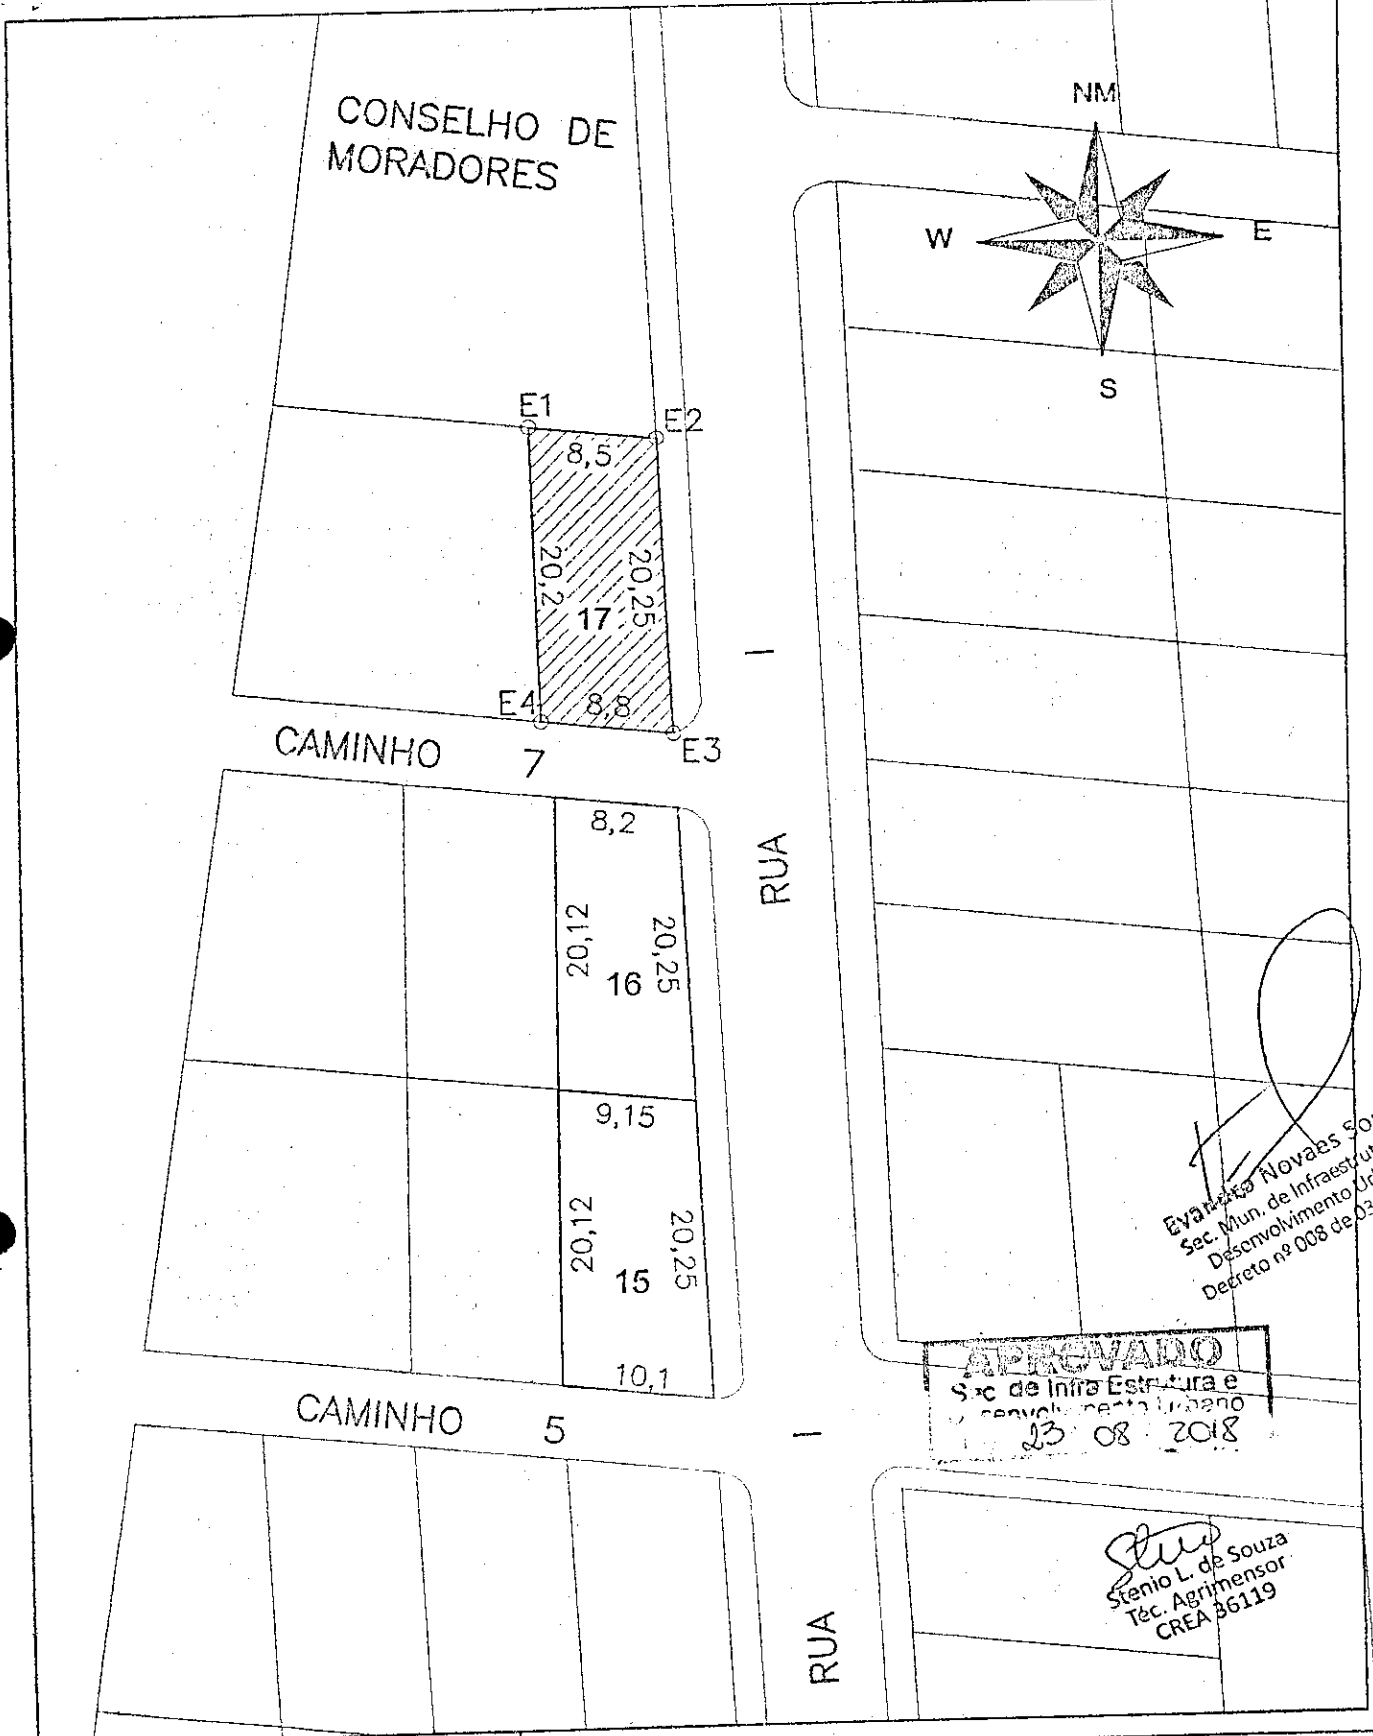 CONSELHO DE
MORADORES
NM
W
E
S
E1
E2
8,5
20,2
20,25
17
E4
8,8
E3
CAMINHO 7
I
RUA
8,2
20,12
20,25
16
9,15
20,12
20,25
15
10,1
CAMINHO 5
I
RUA
Novaes
Sec. Mun. de Infraestrut
Desenvolvimento
Decreto nº 008 de 03
APROVADO
de Infra Estrutura e
23 08 2018
Stenio L. de Souza
Téc. Agrimensor
CREA 36119